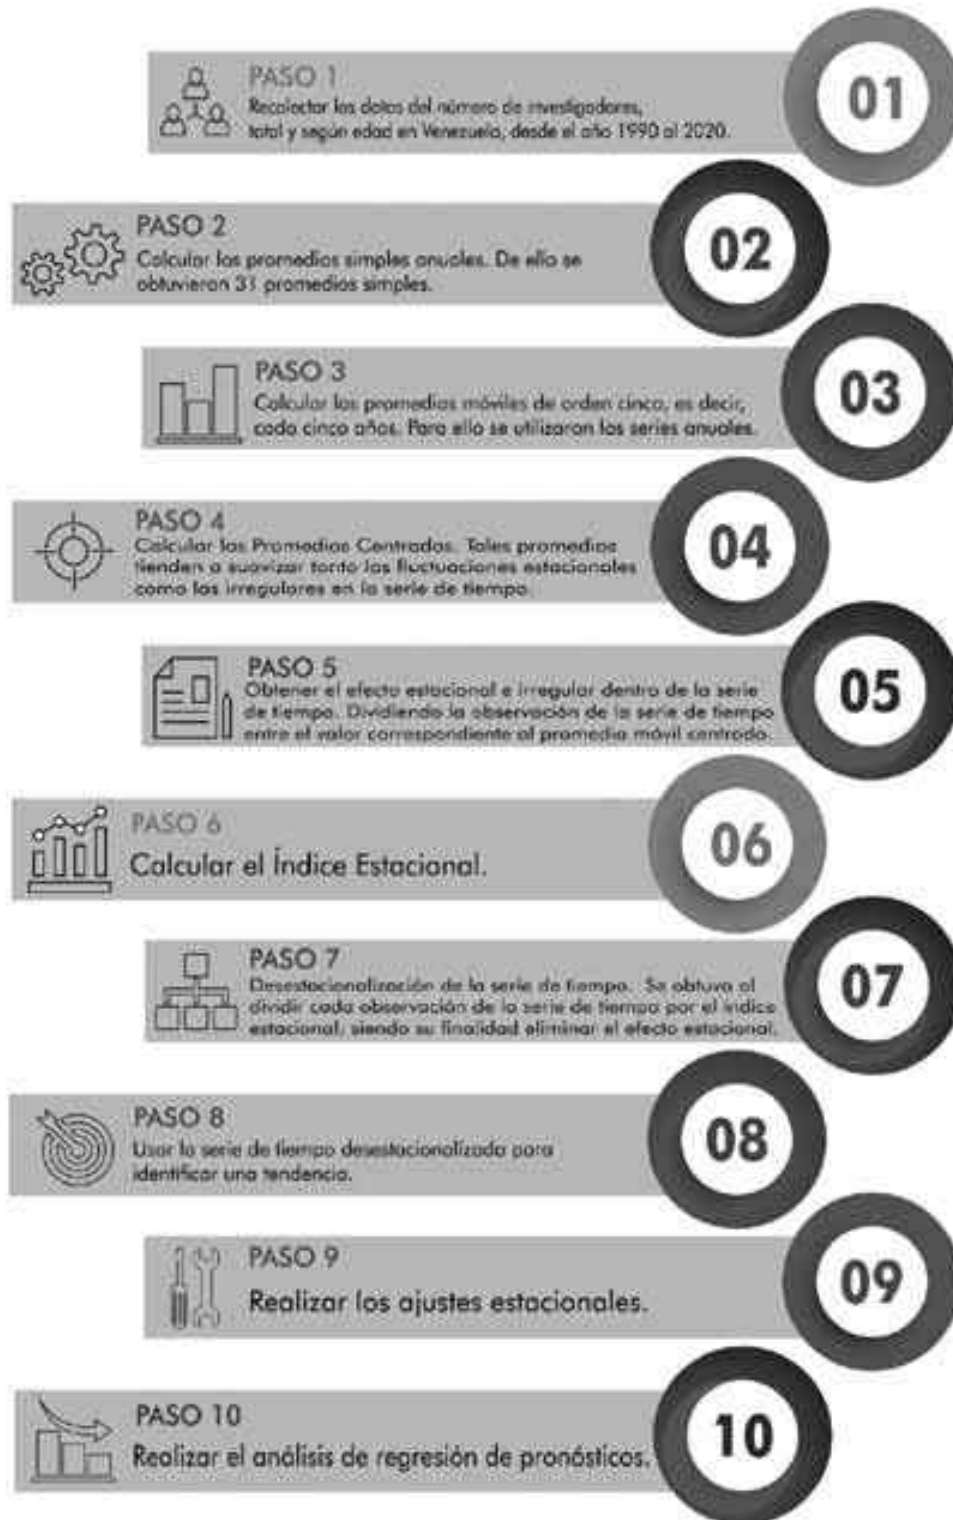 PASO 1
Recolectar los datos del número de investigadores,
total y según edad en Venezuela, desde el año 1990 al 2020.
01
PASO 2
Calcular los promedios simples anuales. De ello se
obtuvieron 31 promedios simples.
02
PASO 3
Calcular los promedios móviles de orden cinco, es decir,
cada cinco años. Para ello se utilizaron las series anuales.
03
PASO 4
Calcular los Promedios Centrados. Tales promedios
tienden a suavizar tanto las fluctuaciones estacionales
como las irregulares en la serie de tiempo.
04
PASO 5
Obtener el efecto estacional e irregular dentro de la serie
de tiempo. Dividiendo la observación de la serie de tiempo
entre el valor correspondiente al promedio móvil centrado.
05
PASO 6
Calcular el Índice Estacional.
06
PASO 7
Desestacionalización de la serie de tiempo. Se obtuvo al
dividir cada observación de la serie de tiempo por el índice
estacional, siendo su finalidad eliminar el efecto estacional.
07
PASO 8
Usar la serie de tiempo desestacionalizada para
identificar una tendencia.
08
PASO 9
Realizar los ajustes estacionales.
09
PASO 10
Realizar el análisis de regresión de pronósticos.
10